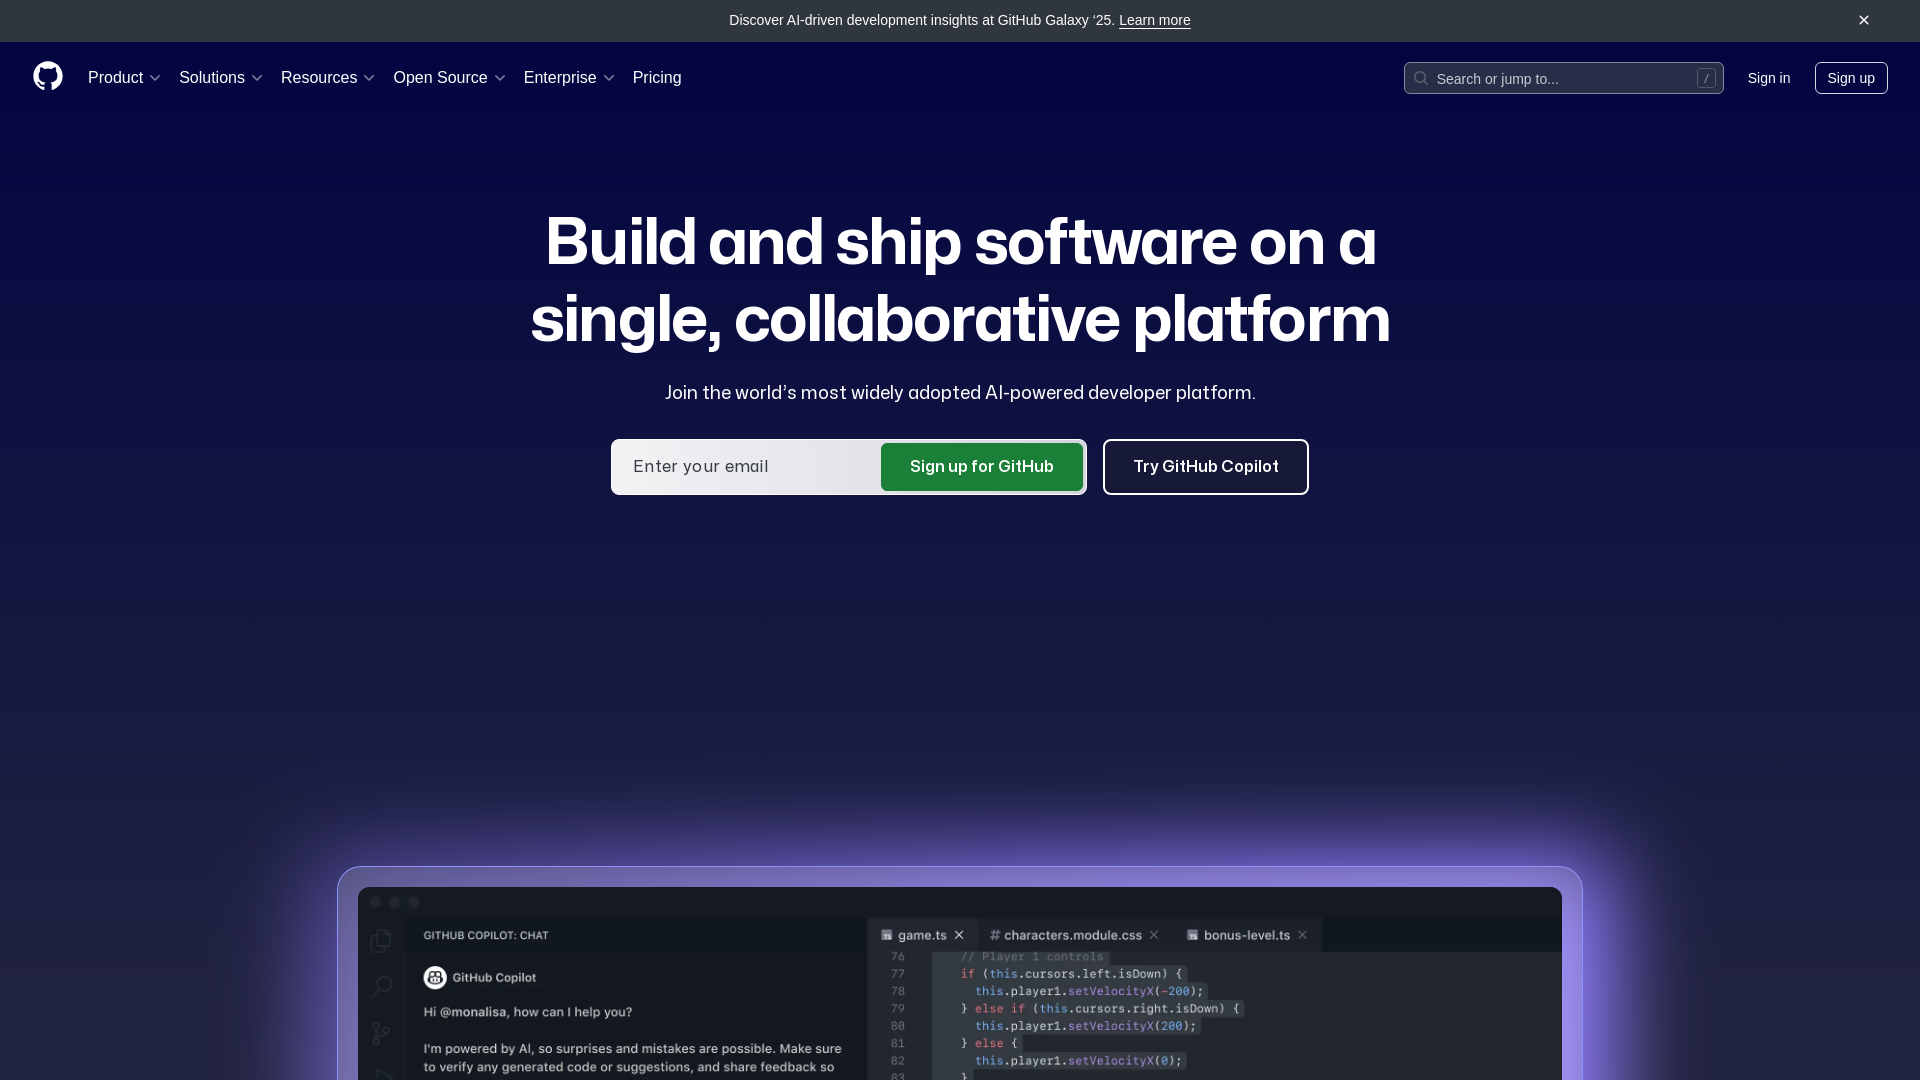 Discover AI-driven development insights at GitHub Galaxy ‘25. Learn more
Product Solutions Resources Open Source Enterprise Pricing
Search or jump to... /
Sign in
Sign up
Build and ship software on a
single, collaborative platform
Join the world’s most widely adopted AI-powered developer platform.
Enter your email
Sign up for GitHub
Try GitHub Copilot
GITHUB COPILOT: CHAT
GitHub Copilot
Hi @monalisa, how can I help you?
I'm powered by AI, so surprises and mistakes are possible. Make sure
to verify any generated code or suggestions, and share feedback so
TS game.ts
# characters.module.css
TS bonus-level.ts
76 // Player 1 controls
77 if (this.cursors.left.isDown) {
78 this.player1.setVelocityX(-200);
79 } else if (this.cursors.right.isDown) {
80 this.player1.setVelocityX(200);
81 } else {
82 this.player1.setVelocityX(0);
83 }